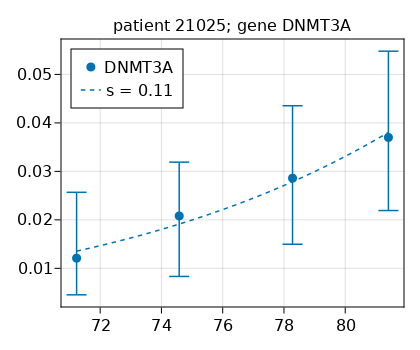 patient 21025; gene DNMT3A
DNMT3A
s = 0.11
0.05
0.04
0.03
0.02
0.01
72 74 76 78 80